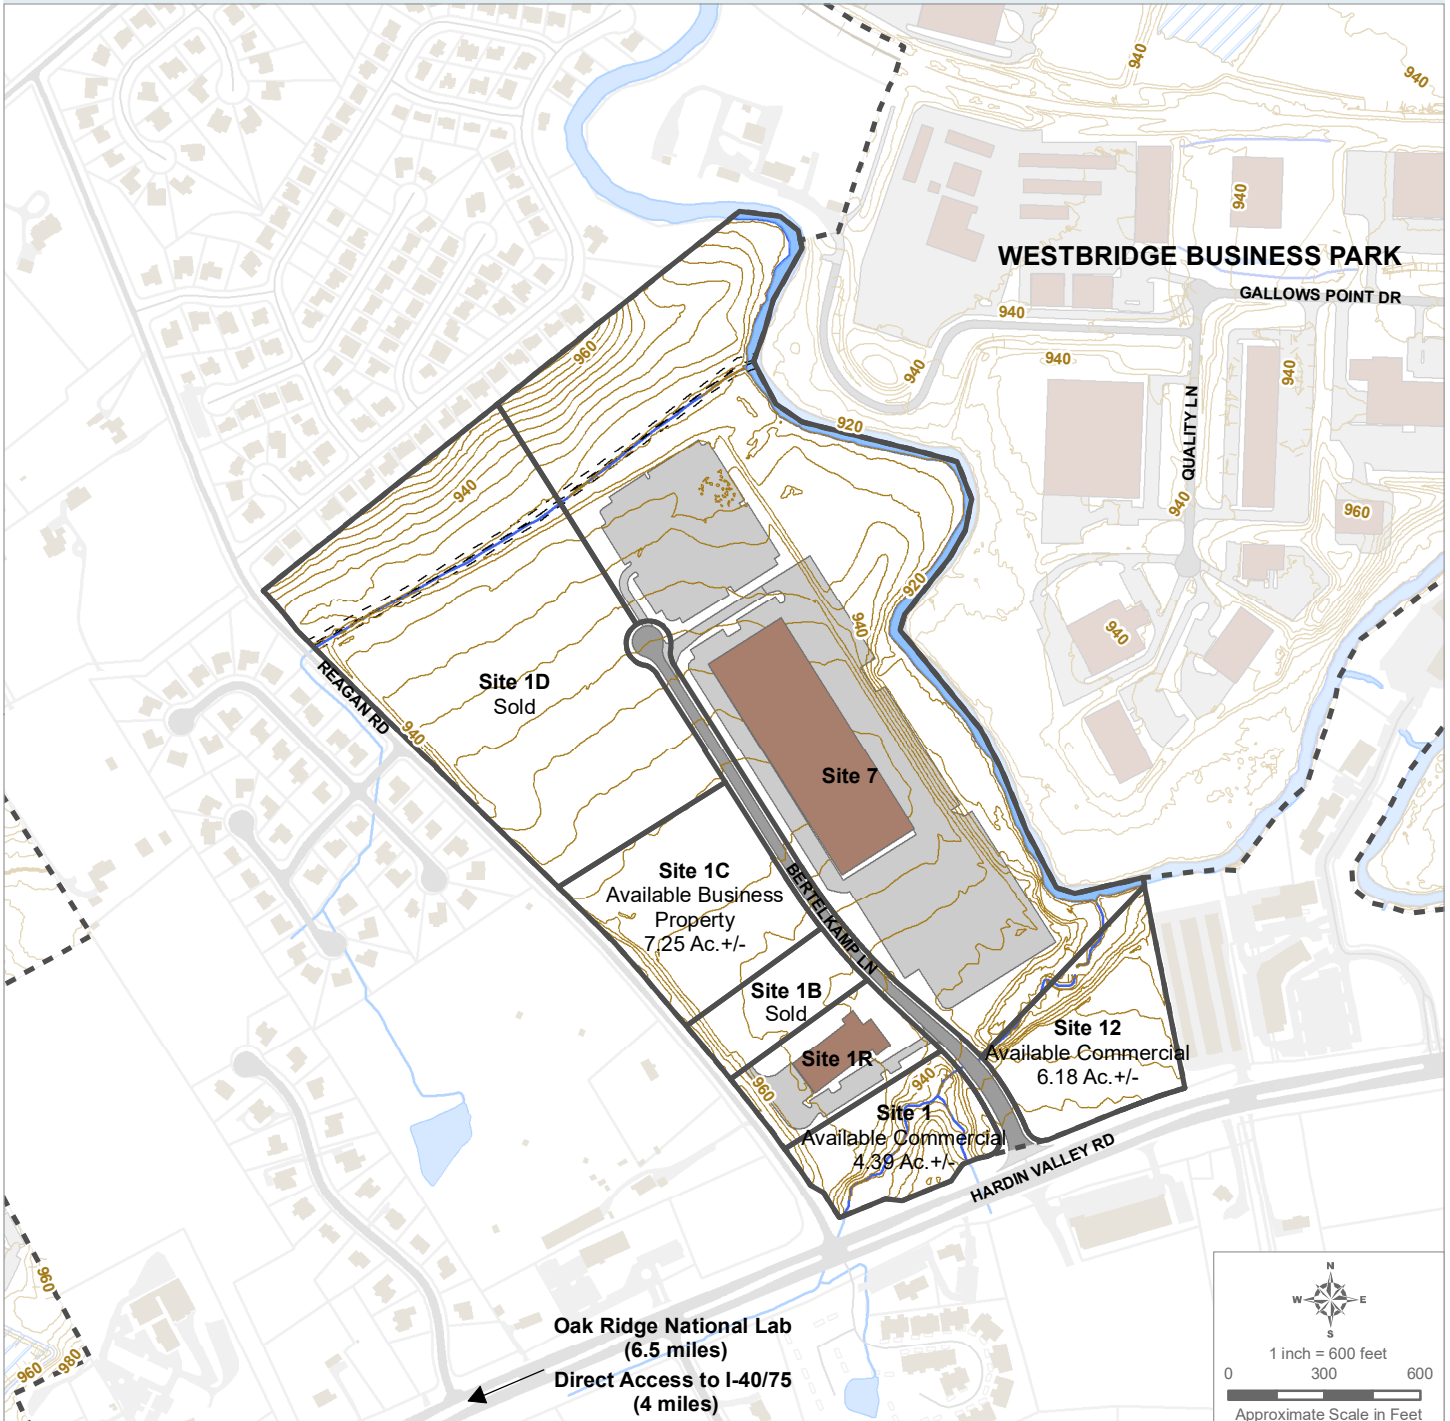 940
940
940
WESTBRIDGE BUSINESS PARK
GALLOWS POINT DR
940
940
940
940
940
960
920
QUALITY LN
940
940
960
920
940
940
REAGAN RD
940
Site 1D
Sold
Site 7
Site 1C
Available Business
Property
7.25 Ac.+/-
BERTELKAMP LN
Site 1B
Sold
Site 1R
Site 12
Available Commercial
6.18 Ac.+/-
960
940
Site 1
Available Commercial
4.39 Ac.+/-
HARDIN VALLEY RD
960
960
980
Oak Ridge National Lab
(6.5 miles)
Direct Access to I-40/75
(4 miles)
N
W E
S
1 inch = 600 feet
0 300 600
Approximate Scale in Feet